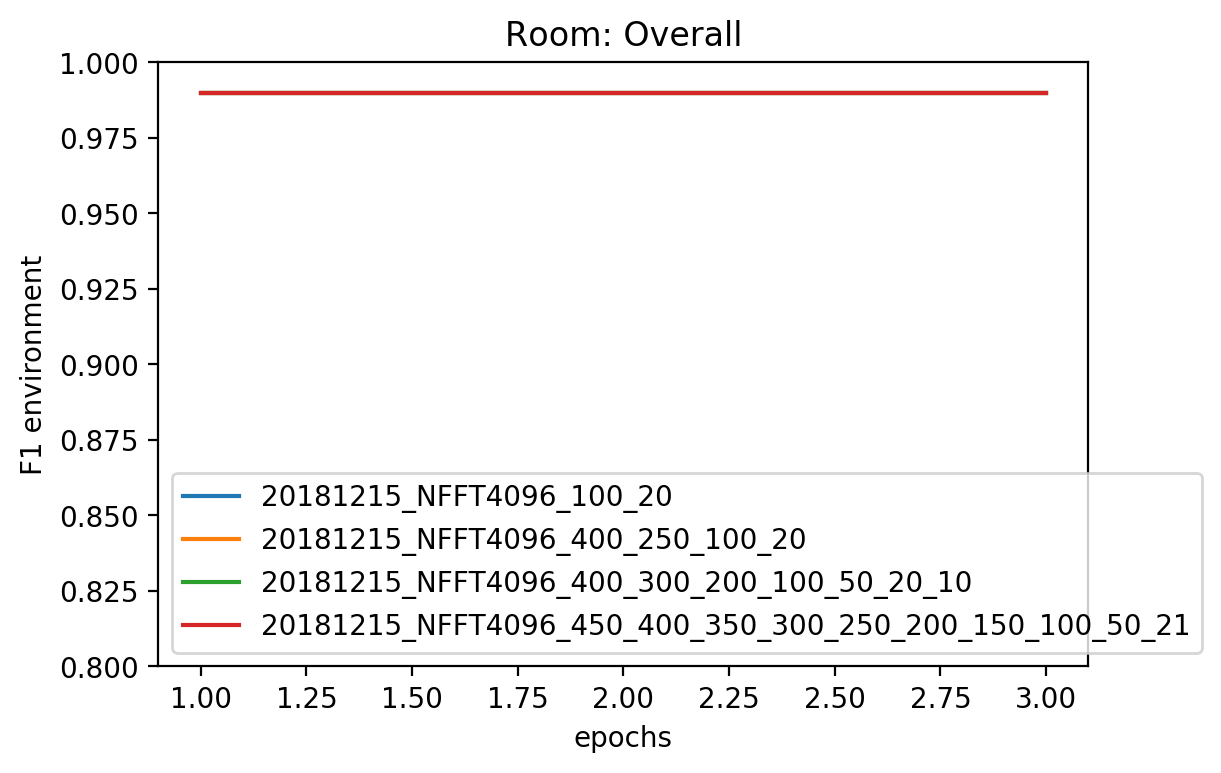 Room: Overall
1.000
0.975
0.950
0.925
0.900
0.875
0.850
0.825
0.800
F1 environment
20181215_NFFT4096_100_20
20181215_NFFT4096_400_250_100_20
20181215_NFFT4096_400_300_200_100_50_20_10
20181215_NFFT4096_450_400_350_300_250_200_150_100_50_21
1.00 1.25 1.50 1.75 2.00 2.25 2.50 2.75 3.00
epochs